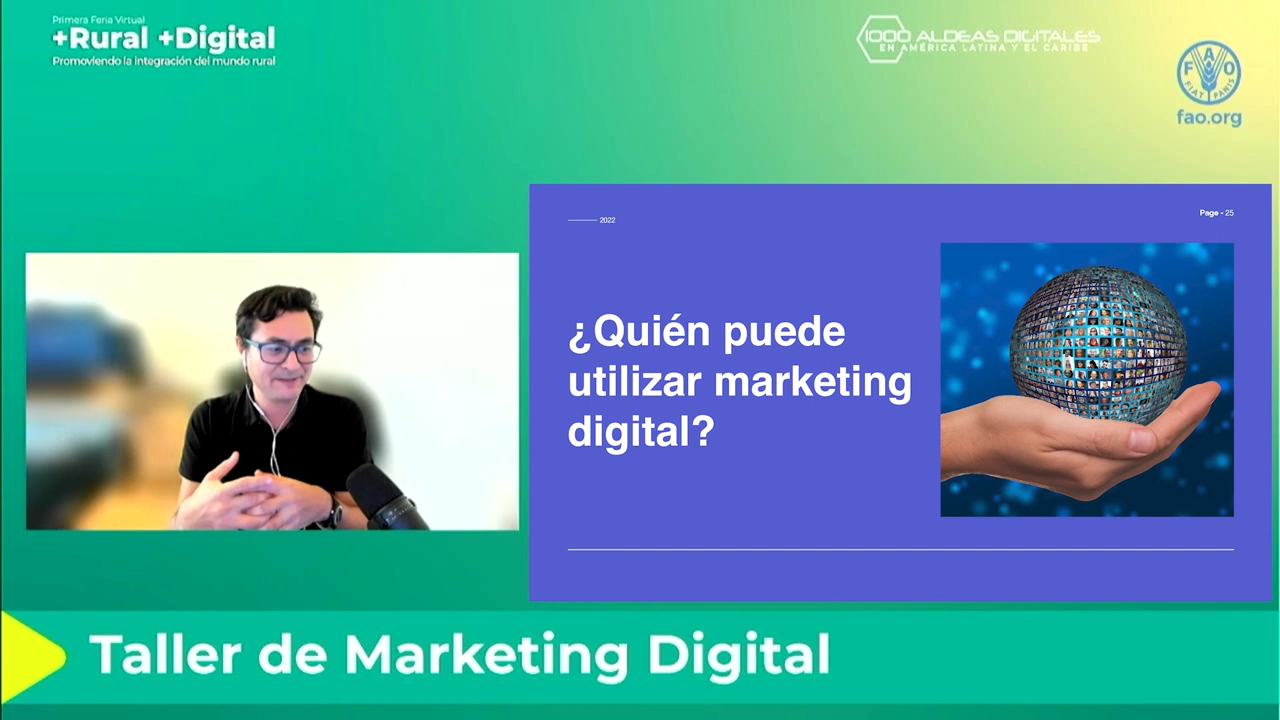 Primera Feria Virtual
+Rural +Digital
Promoviendo la integración del mundo rural
1000 ALDEAS DIGITALES
EN AMÉRICA LATINA Y EL CARIBE
F A O
FIAT PANIS
fao.org
2022
Page - 25
¿Quién puede
utilizar marketing
digital?
Taller de Marketing Digital